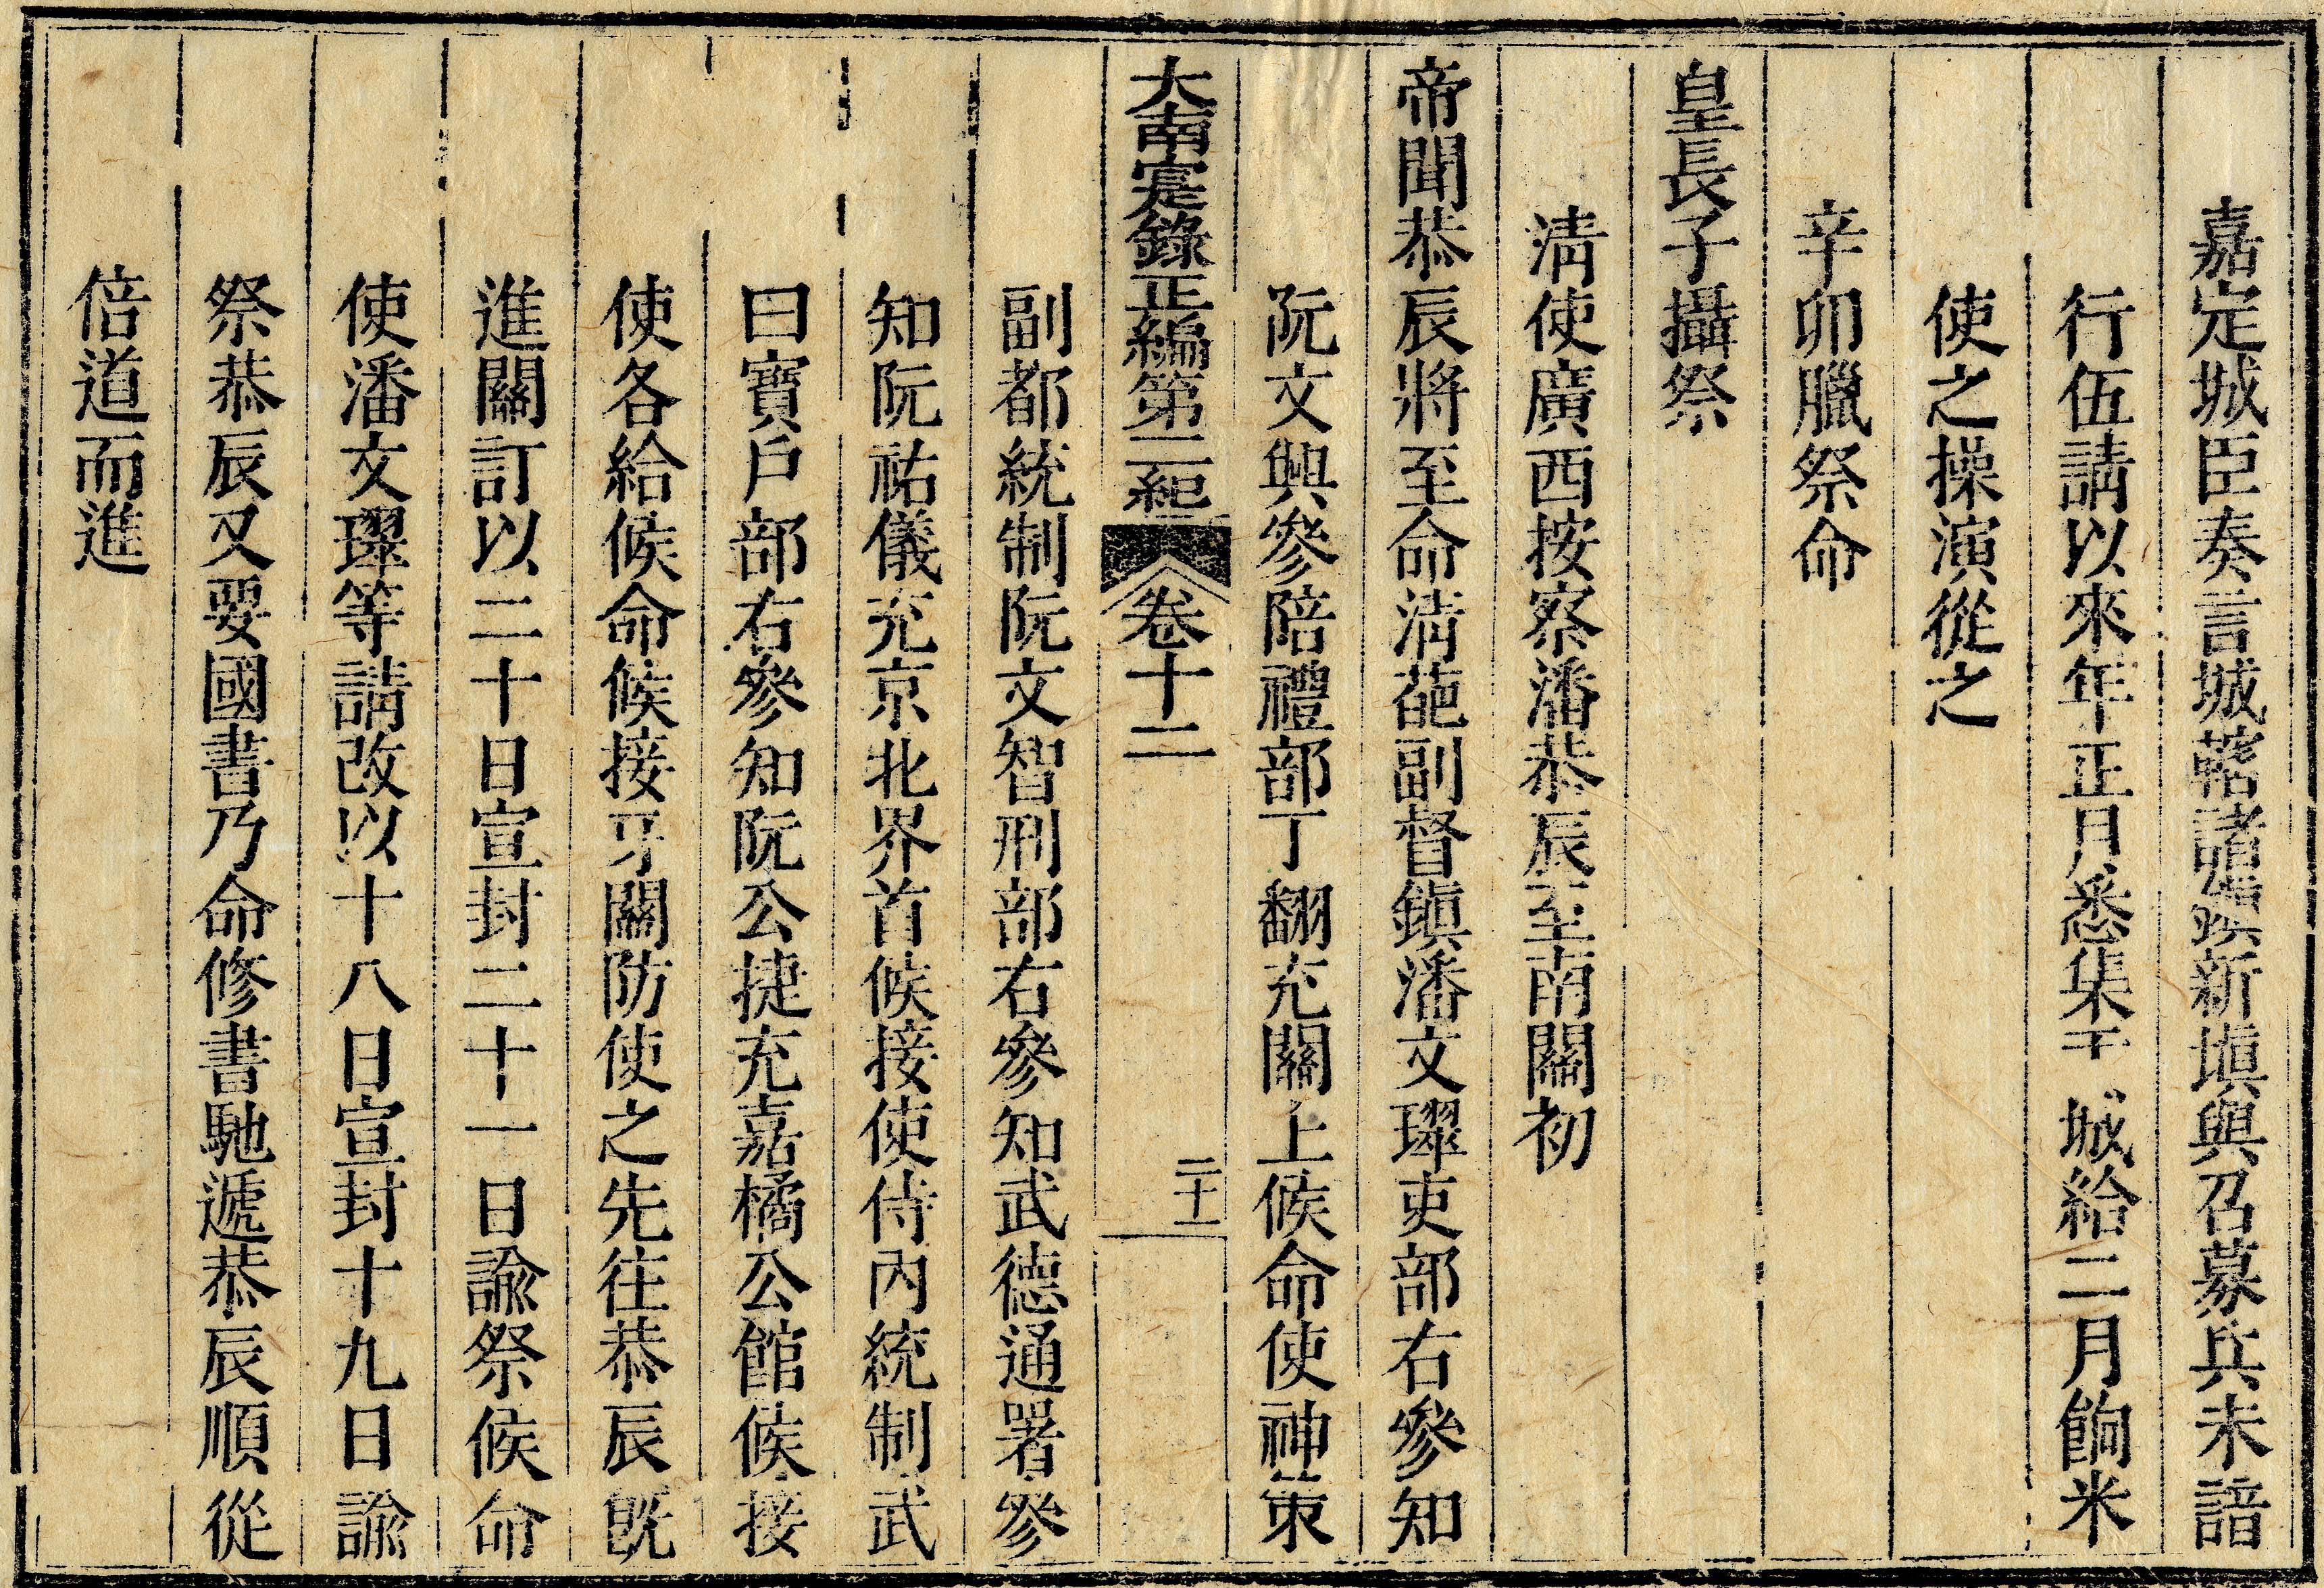 嘉定城臣奏言城轄諸鎮新塡與召募兵未諳
行伍請以來年正月悉集于城給二月餉米
使之操演從之
辛卯臘祭命
皇長子攝祭
淸使廣西按察潘恭辰至南關初
帝聞恭辰將至命淸葩副督鎭潘文璻吏部右參知
阮文興參陪禮部丁翻充關上候命使神策
大南寔錄正編第二紀 卷十二 二十一
副都統制阮文智刑部右參知武德通署參
知阮祐儀充京北界首候接使侍內統制武
曰寶戶部右參知阮公捷充嘉橘公館候接
使各給候命候接牙關防使之先往恭辰旣
進關訂以二十日宣封二十一日諭祭候命
使潘文璻等請改以十八日宣封十九日諭
祭恭辰又要國書乃命修書馳遞恭辰順從
倍道而進